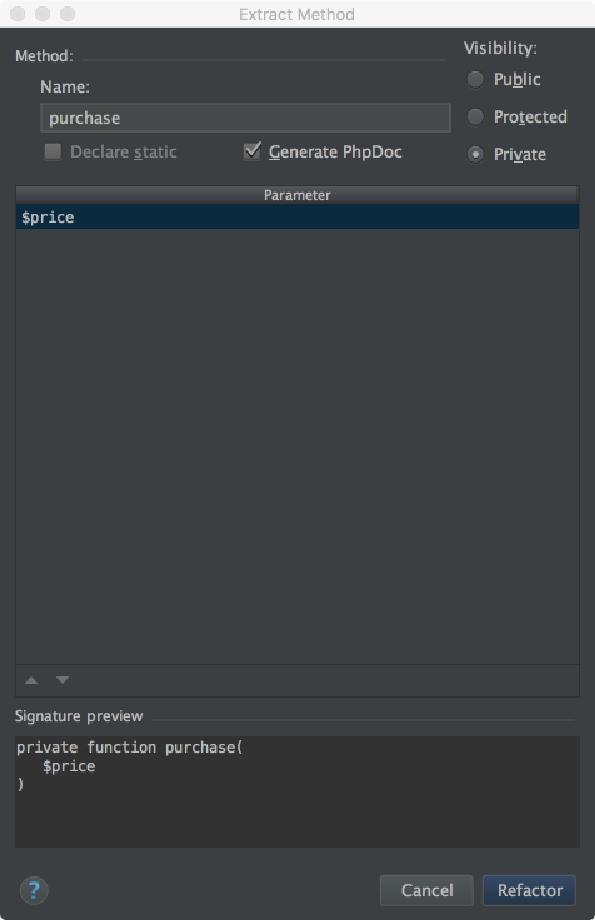 Extract Method
Method:
Visibility:
Name:
Public
purchase
Protected
Declare static
Generate PhpDoc
Private
Parameter
$price
Signature preview
private function purchase(
$price
)
?
Cancel
Refactor